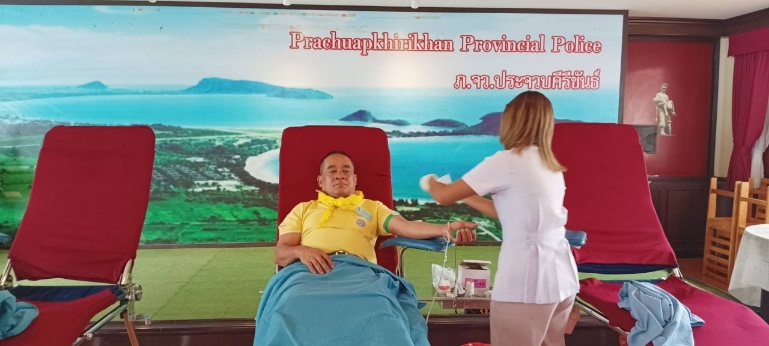 Prachuapkhirikhan Provincial Police
ภ.จว.ประจวบคีรีขันธ์